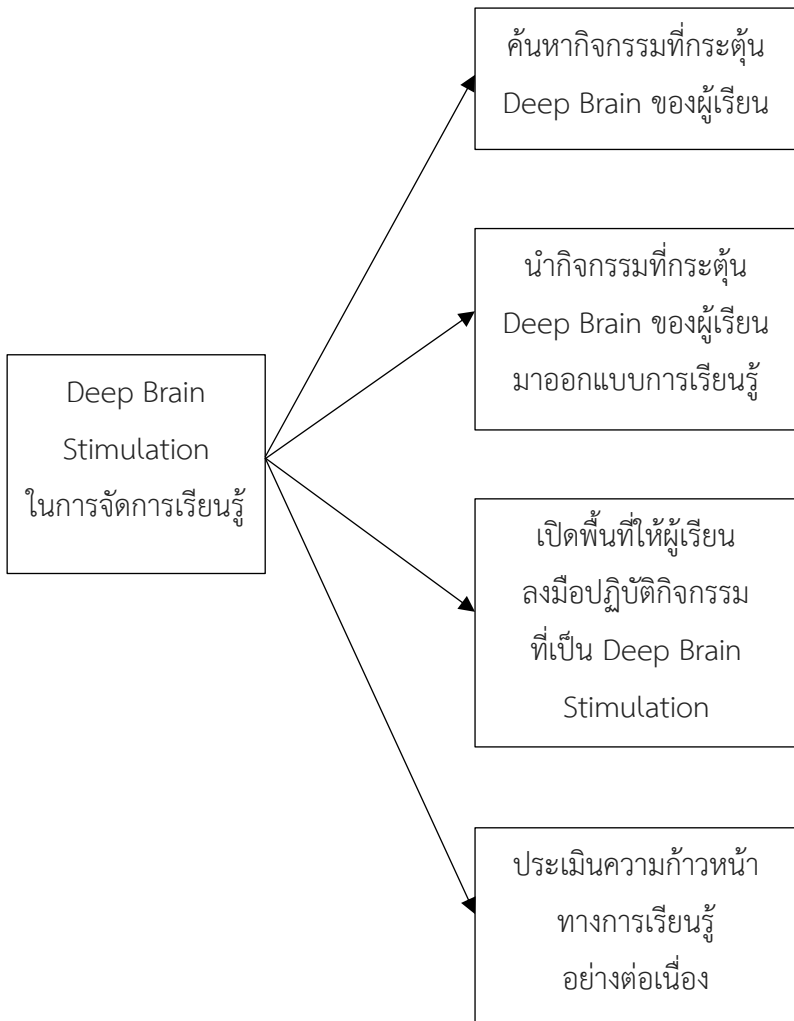 Deep Brain
Stimulation
ในการจัดการเรียนรู้
ค้นหากิจกรรมที่กระตุ้น
Deep Brain ของผู้เรียน
นำกิจกรรมที่กระตุ้น
Deep Brain ของผู้เรียน
มาออกแบบการเรียนรู้
เปิดพื้นที่ให้ผู้เรียน
ลงมือปฏิบัติกิจกรรม
ที่เป็น Deep Brain
Stimulation
ประเมินความก้าวหน้า
ทางการเรียนรู้
อย่างต่อเนื่อง